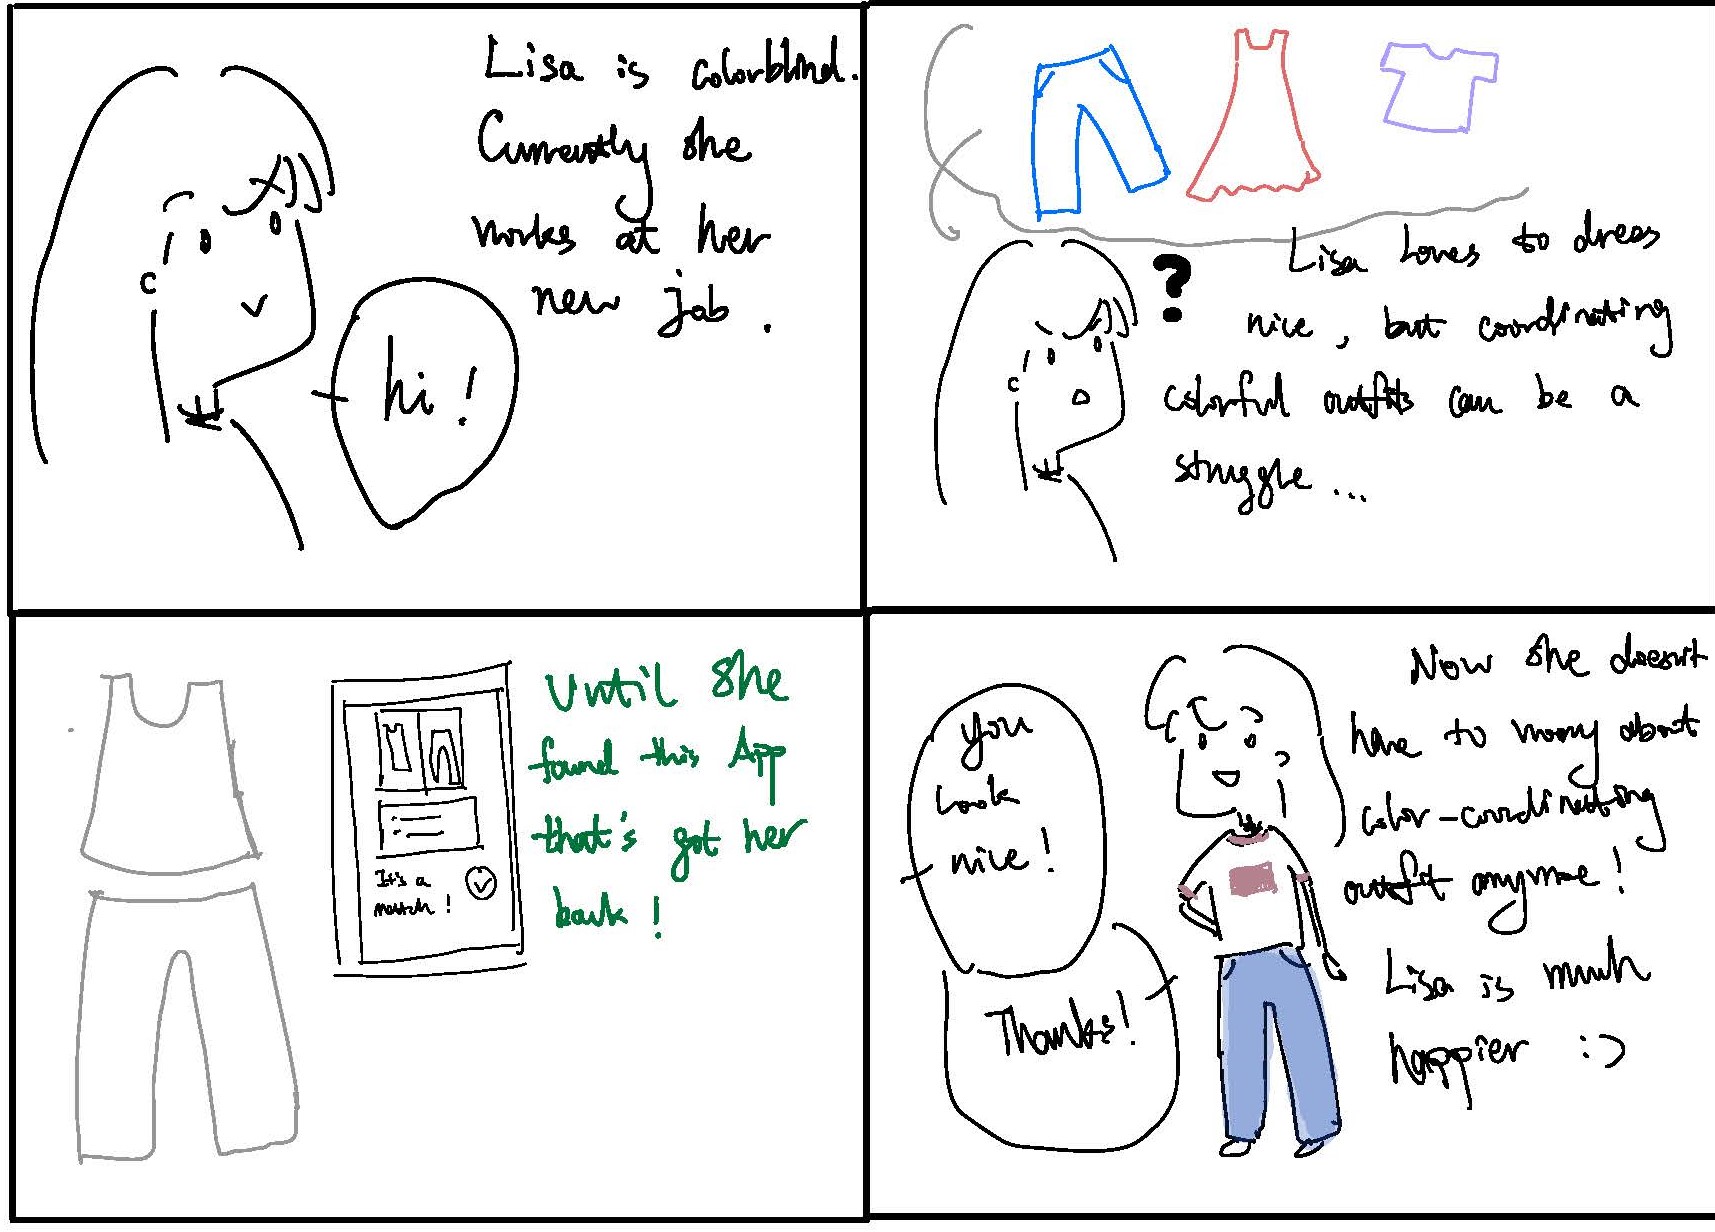 Lisa is colorblind.
Currently she
works at her
new job.
hi!
?
Lisa loves to dress
nice, but coordinating
colorful outfits can be a
struggle...
Until she
found this App
that's got her
back!
It's a
match!
Now she doesn't
have to worry about
color-coordinating
outfit anymore!
Lisa is much
happier :)
you
look
nice!
Thanks!